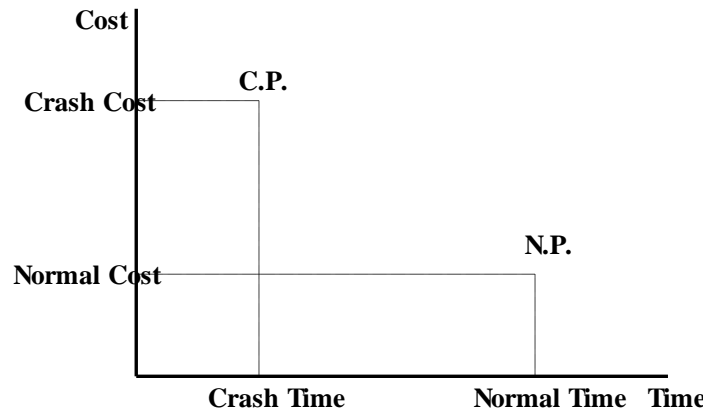 Cost
C.P.
Crash Cost
N.P.
Normal Cost
Crash Time Normal Time Time